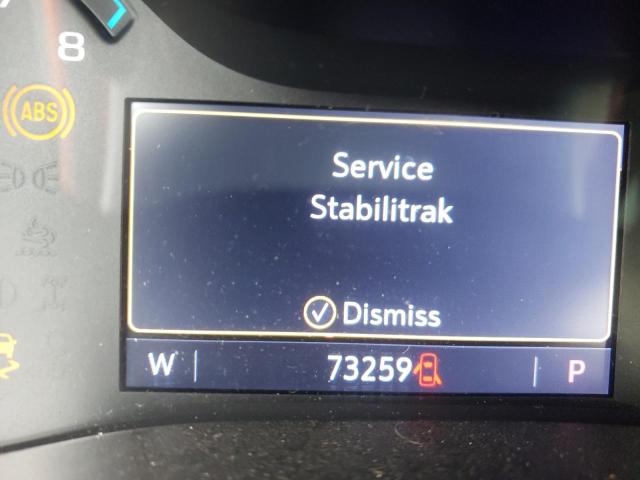 8
ABS
Service
Stabilitrak
Dismiss
W 73259 P